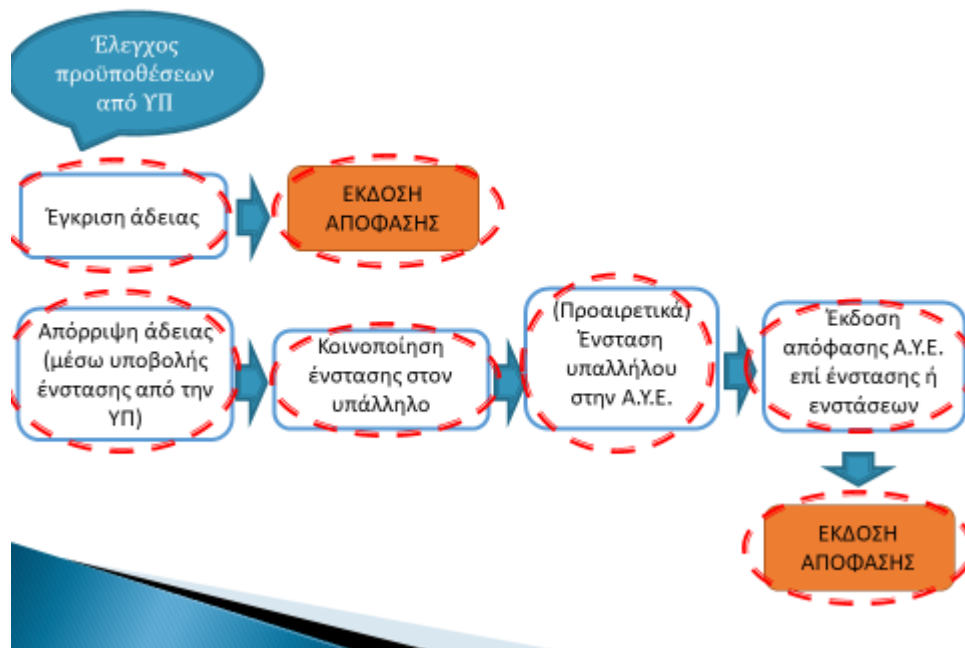 Έλεγχος
προϋποθέσεων
από ΥΠ
Έγκριση άδειας
ΕΚΔΟΣΗ
ΑΠΟΦΑΣΗΣ
Απόρριψη άδειας
(μέσω υποβολής
ένστασης από την
ΥΠ)
Κοινοποίηση
ένστασης στον
υπάλληλο
(Προαιρετικά)
Ένσταση
υπαλλήλου
στην Α.Υ.Ε.
Έκδοση
απόφασης Α.Υ.Ε.
επί ένστασης ή
ενστάσεων
ΕΚΔΟΣΗ
ΑΠΟΦΑΣΗΣ